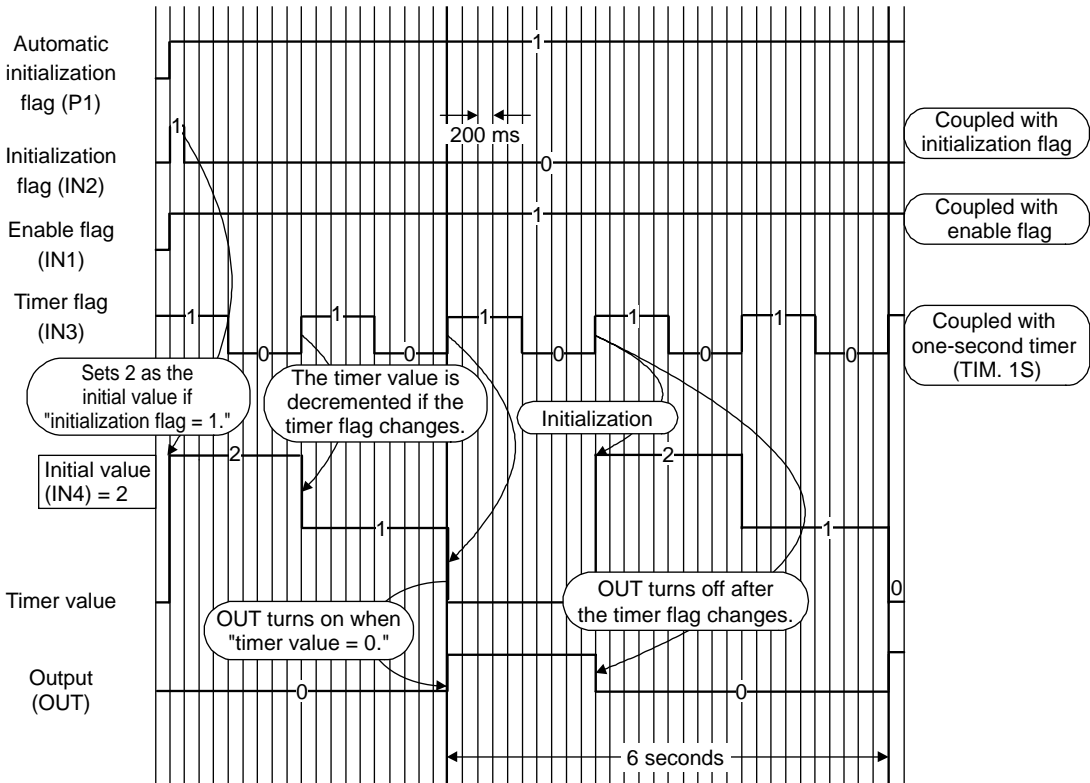 Automatic
initialization
flag (P1)
1
200 ms
Coupled with
initialization flag
1
Initialization
flag (IN2)
0
Enable flag
(IN1)
1
Coupled with
enable flag
Timer flag
(IN3)
1
1
1
1
1
0
0
0
0
0
Coupled with
one-second timer
(TIM. 1S)
Sets 2 as the
initial value if
"initialization flag = 1."
The timer value is
decremented if the
timer flag changes.
Initialization
Initial value
(IN4) = 2
2
2
1
1
Timer value
0
OUT turns on when
"timer value = 0."
OUT turns off after
the timer flag changes.
Output
(OUT)
0
0
6 seconds